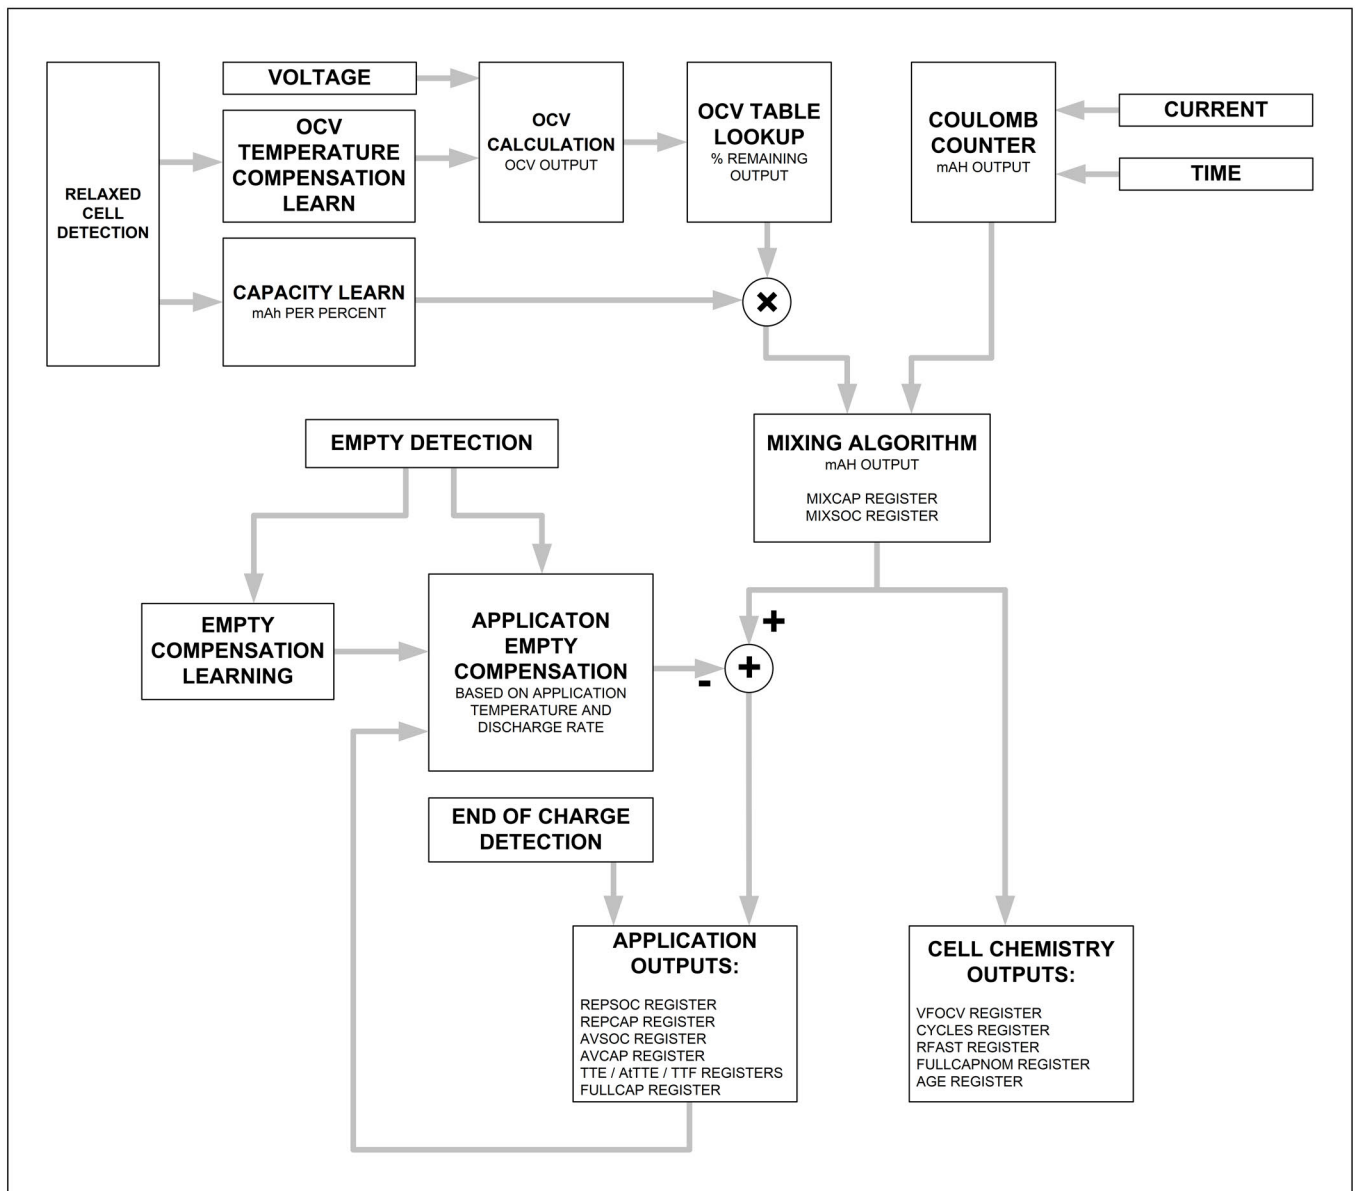 VOLTAGE
OCV
TEMPERATURE
COMPENSATION
LEARN
RELAXED
CELL
DETECTION
CAPACITY LEARN
mAh PER PERCENT
OCV
CALCULATION
OCV OUTPUT
OCV TABLE
LOOKUP
% REMAINING
OUTPUT
COULOMB
COUNTER
mAH OUTPUT
CURRENT
TIME
×
EMPTY DETECTION
MIXING ALGORITHM
mAH OUTPUT
MIXCAP REGISTER
MIXSOC REGISTER
EMPTY
COMPENSATION
LEARNING
APPLICATON
EMPTY
COMPENSATION
BASED ON APPLICATION
TEMPERATURE AND
DISCHARGE RATE
+
+
-
END OF CHARGE
DETECTION
APPLICATION
OUTPUTS:
REPSOC REGISTER
REPCAP REGISTER
AVSOC REGISTER
AVCAP REGISTER
TTE / AtTTE / TTF REGISTERS
FULLCAP REGISTER
CELL CHEMISTRY
OUTPUTS:
VFOCV REGISTER
CYCLES REGISTER
RFAST REGISTER
FULLCAPNOM REGISTER
AGE REGISTER